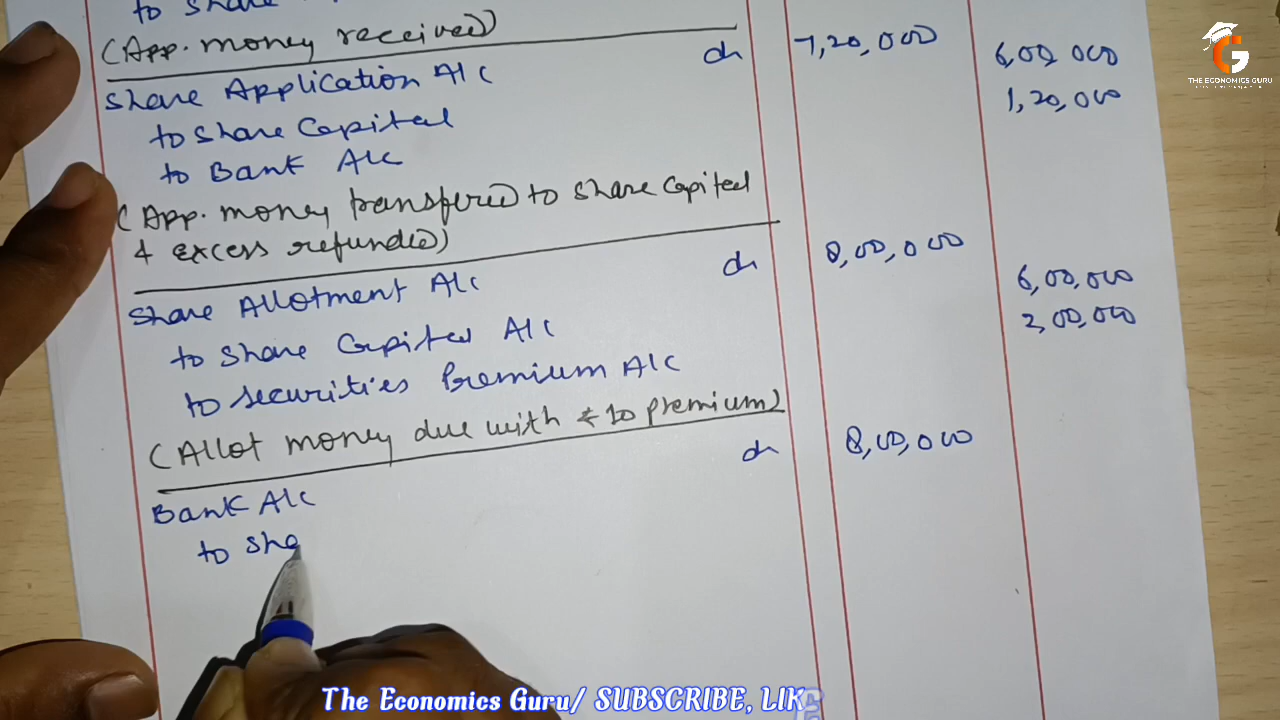 to Share
(App. money received)
Share Application A/c dr 7,20,000
to Share Capital 6,00,000
to Bank A/c 1,20,000
(App. money transfered to share Capital
& excess refunded)
Share Allotment A/c dr 8,00,000
to Share Capital A/c 6,00,000
to Securities Premium A/c 2,00,000
(Allot money due with ₹ 10 premium)
Bank A/c dr 8,00,000
to Sha
THE ECONOMICS GURU
The Economics Guru/ SUBSCRIBE, LIK